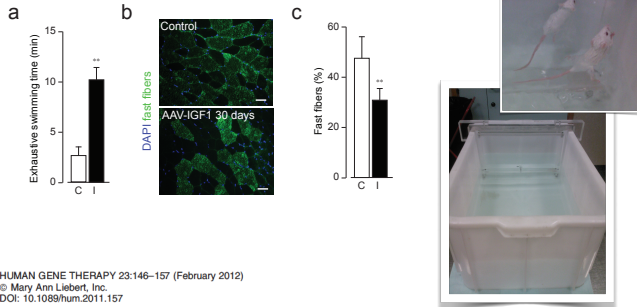 a
b
c
Exhaustive swimming time (min)
15
10
5
0
C I
**
DAPI fast fibers
Control
AAV-IGF1 30 days
Fast fibers (%)
60
40
20
0
C I
**
HUMAN GENE THERAPY 23:146–157 (February 2012)
© Mary Ann Liebert, Inc.
DOI: 10.1089/hum.2011.157